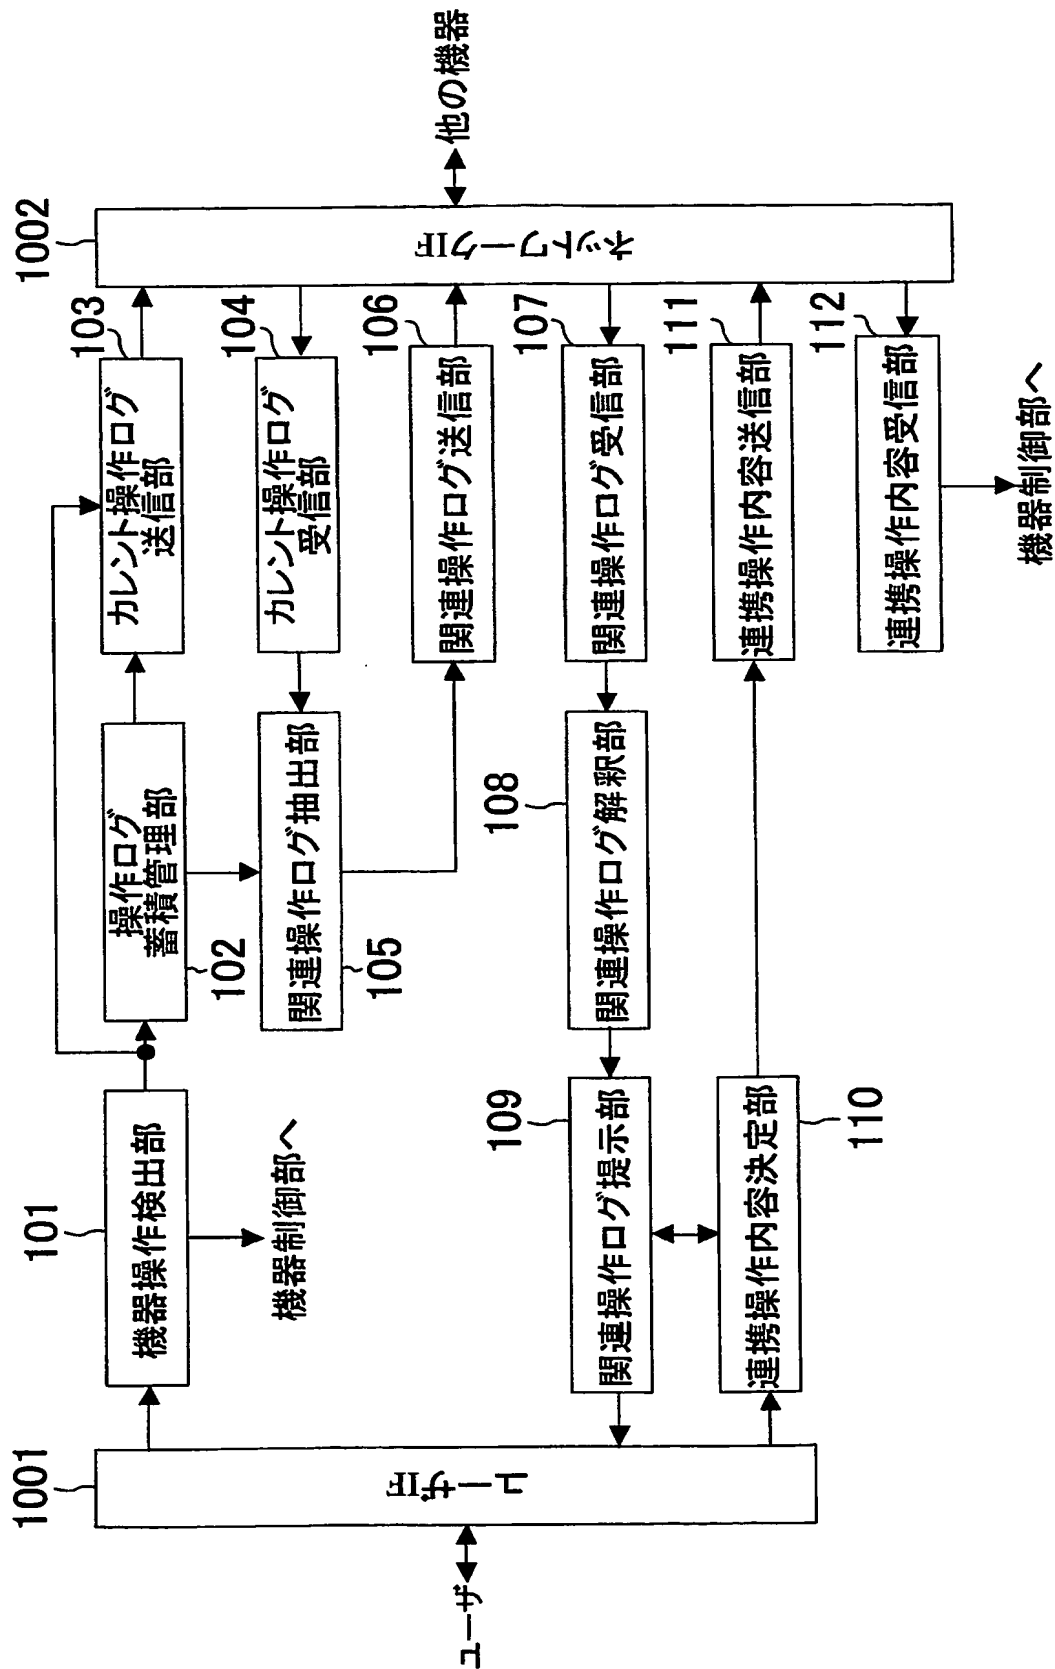 1001
ユーザIF
ユーザ
101
機器操作検出部
機器制御部へ
操作ログ
蓄積管理部
102
カレント操作ログ
送信部
103
カレント操作ログ
受信部
104
関連操作ログ抽出部
105
関連操作ログ送信部
106
関連操作ログ受信部
107
関連操作ログ解釈部
108
関連操作ログ提示部
109
連携操作内容決定部
110
連携操作内容送信部
111
連携操作内容受信部
112
機器制御部へ
1002
ネットワークIF
他の機器